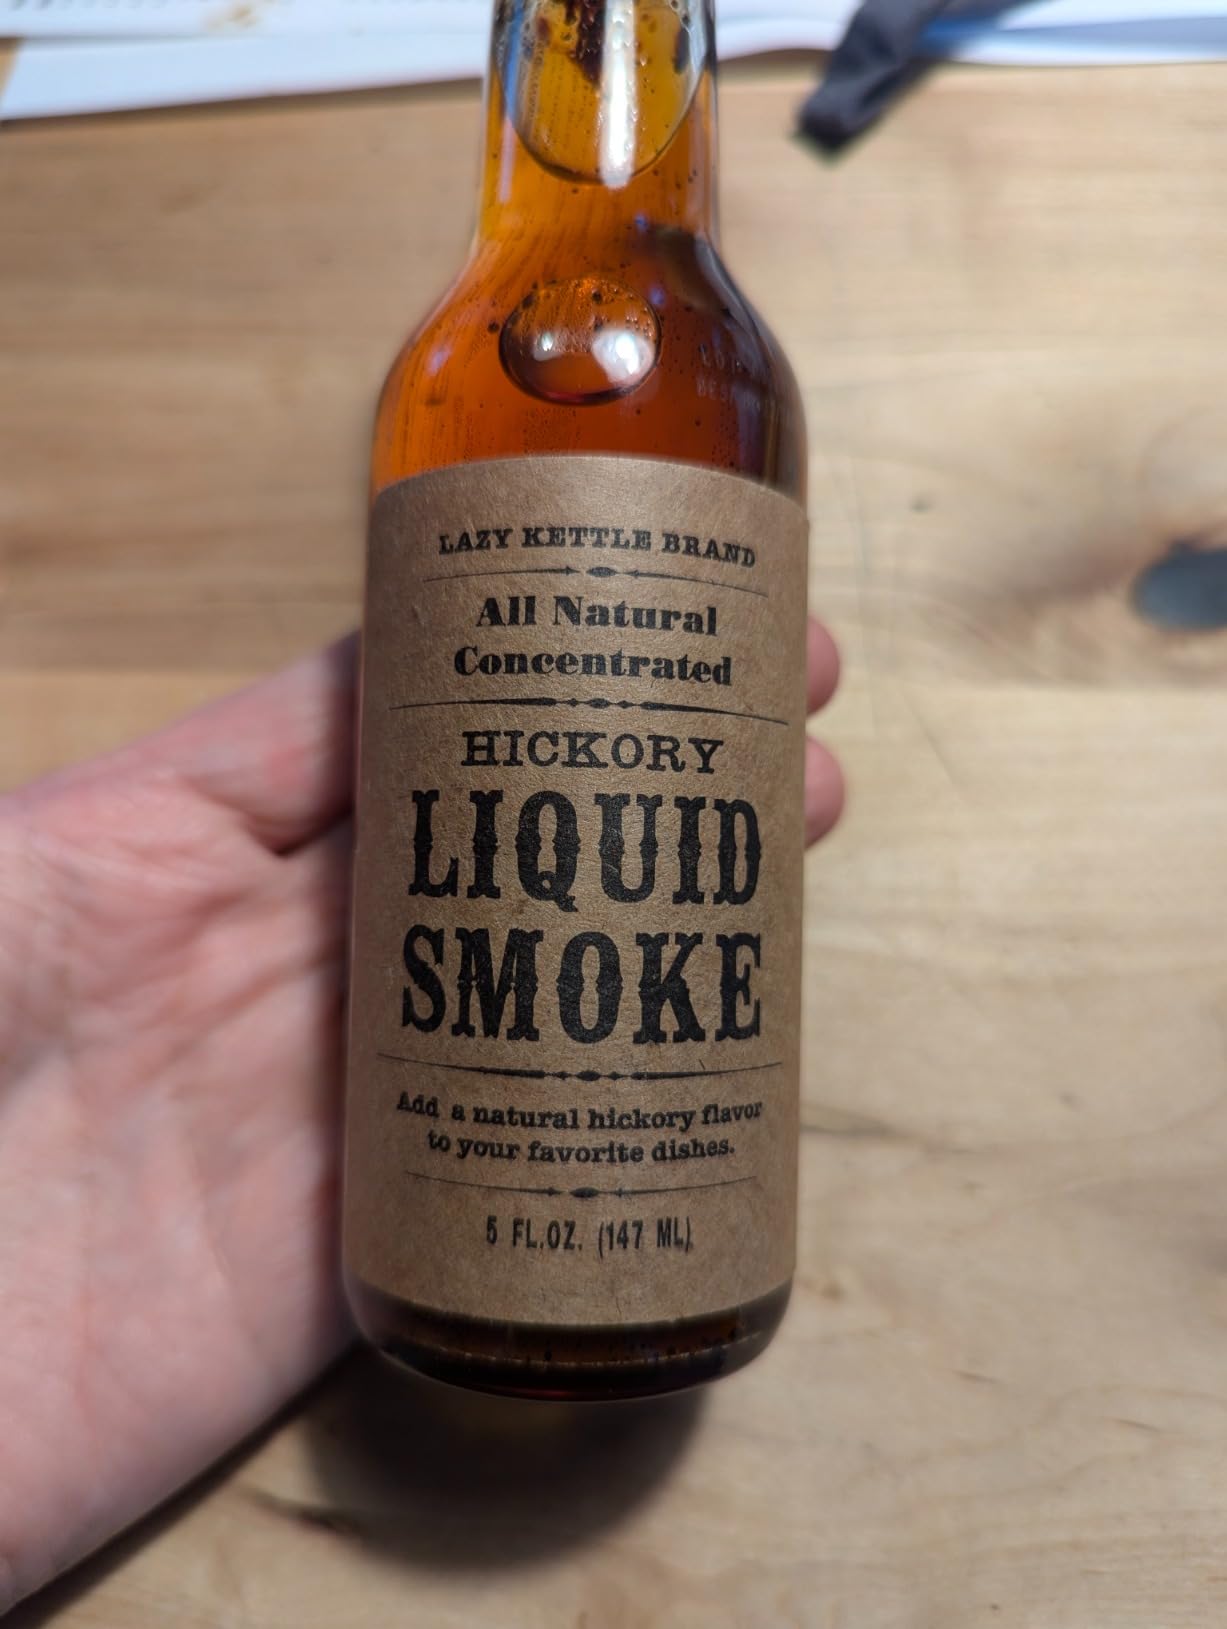 LAZY KETTLE BRAND
All Natural
Concentrated
HICKORY
LIQUID
SMOKE
Add a natural hickory flavor
to your favorite dishes.
5 FL.OZ. (147 ML)